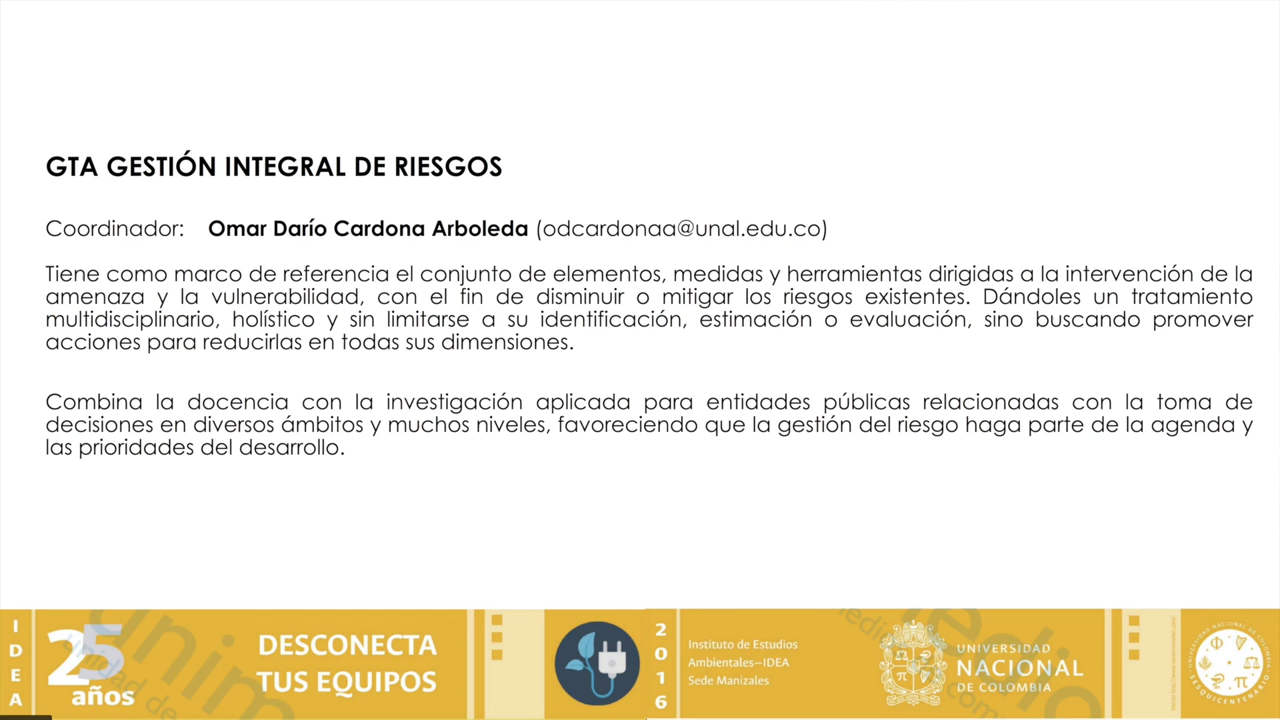 GTA GESTIÓN INTEGRAL DE RIESGOS
Coordinador: Omar Darío Cardona Arboleda (odcardonaa@unal.edu.co)
Tiene como marco de referencia el conjunto de elementos, medidas y herramientas dirigidas a la intervención de la
amenaza y la vulnerabilidad, con el fin de disminuir o mitigar los riesgos existentes. Dándoles un tratamiento
multidisciplinario, holístico y sin limitarse a su identificación, estimación o evaluación, sino buscando promover
acciones para reducirlas en todas sus dimensiones.
Combina la docencia con la investigación aplicada para entidades públicas relacionadas con la toma de
decisiones en diversos ámbitos y muchos niveles, favoreciendo que la gestión del riesgo haga parte de la agenda y
las prioridades del desarrollo.
IDEA
25
años
DESCONECTA
TUS EQUIPOS
2016
Instituto de Estudios
Ambientales—IDEA
Sede Manizales
UNIVERSIDAD
NACIONAL
DE COLOMBIA
UNIVERSIDAD NACIONAL DE COLOMBIA
SESQUICENTENARIO